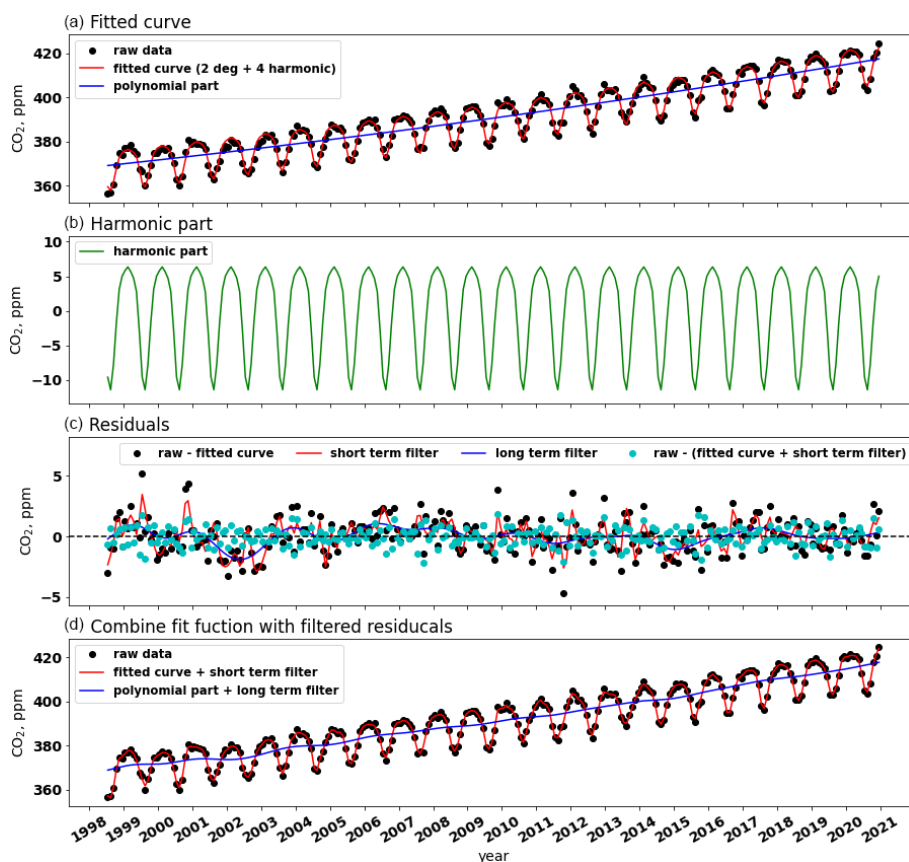 (a) Fitted curve
420
400
380
360
CO₂, ppm
raw data
fitted curve (2 deg + 4 harmonic)
polynomial part
(b) Harmonic part
10
5
0
−5
−10
CO₂, ppm
harmonic part
(c) Residuals
5
0
−5
CO₂, ppm
raw - fitted curve short term filter long term filter raw - (fitted curve + short term filter)
(d) Combine fit fuction with filtered residucals
420
400
380
360
CO₂, ppm
raw data
fitted curve + short term filter
polynomial part + long term filter
1998 1999 2000 2001 2002 2003 2004 2005 2006 2007 2008 2009 2010 2011 2012 2013 2014 2015 2016 2017 2018 2019 2020 2021
year